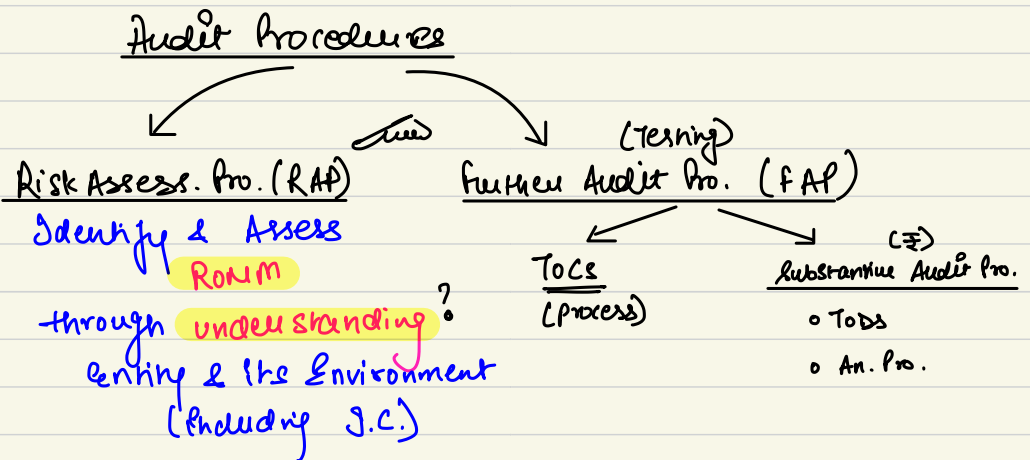 Audit Procedures
Risk Assess. Pro. (RAP)
Identify & Assess
ROMM
through understanding ?
Entity & Its Environment
(Including I.C.)
(Testing)
Further Audit Pro. (FAP)
TOCs
(Process)
(₹)
Substantive Audit Pro.
• TODs
• An. Pro.